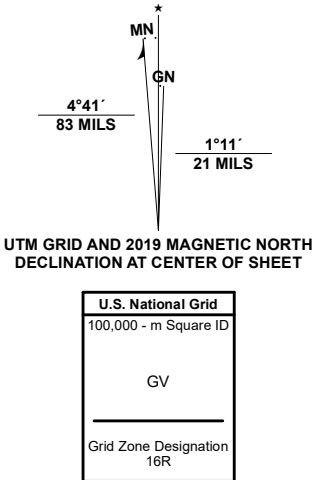 MN
GN
4°41´
83 MILS
1°11´
21 MILS
UTM GRID AND 2019 MAGNETIC NORTH
DECLINATION AT CENTER OF SHEET
U.S. National Grid
100,000 - m Square ID
GV
Grid Zone Designation
16R